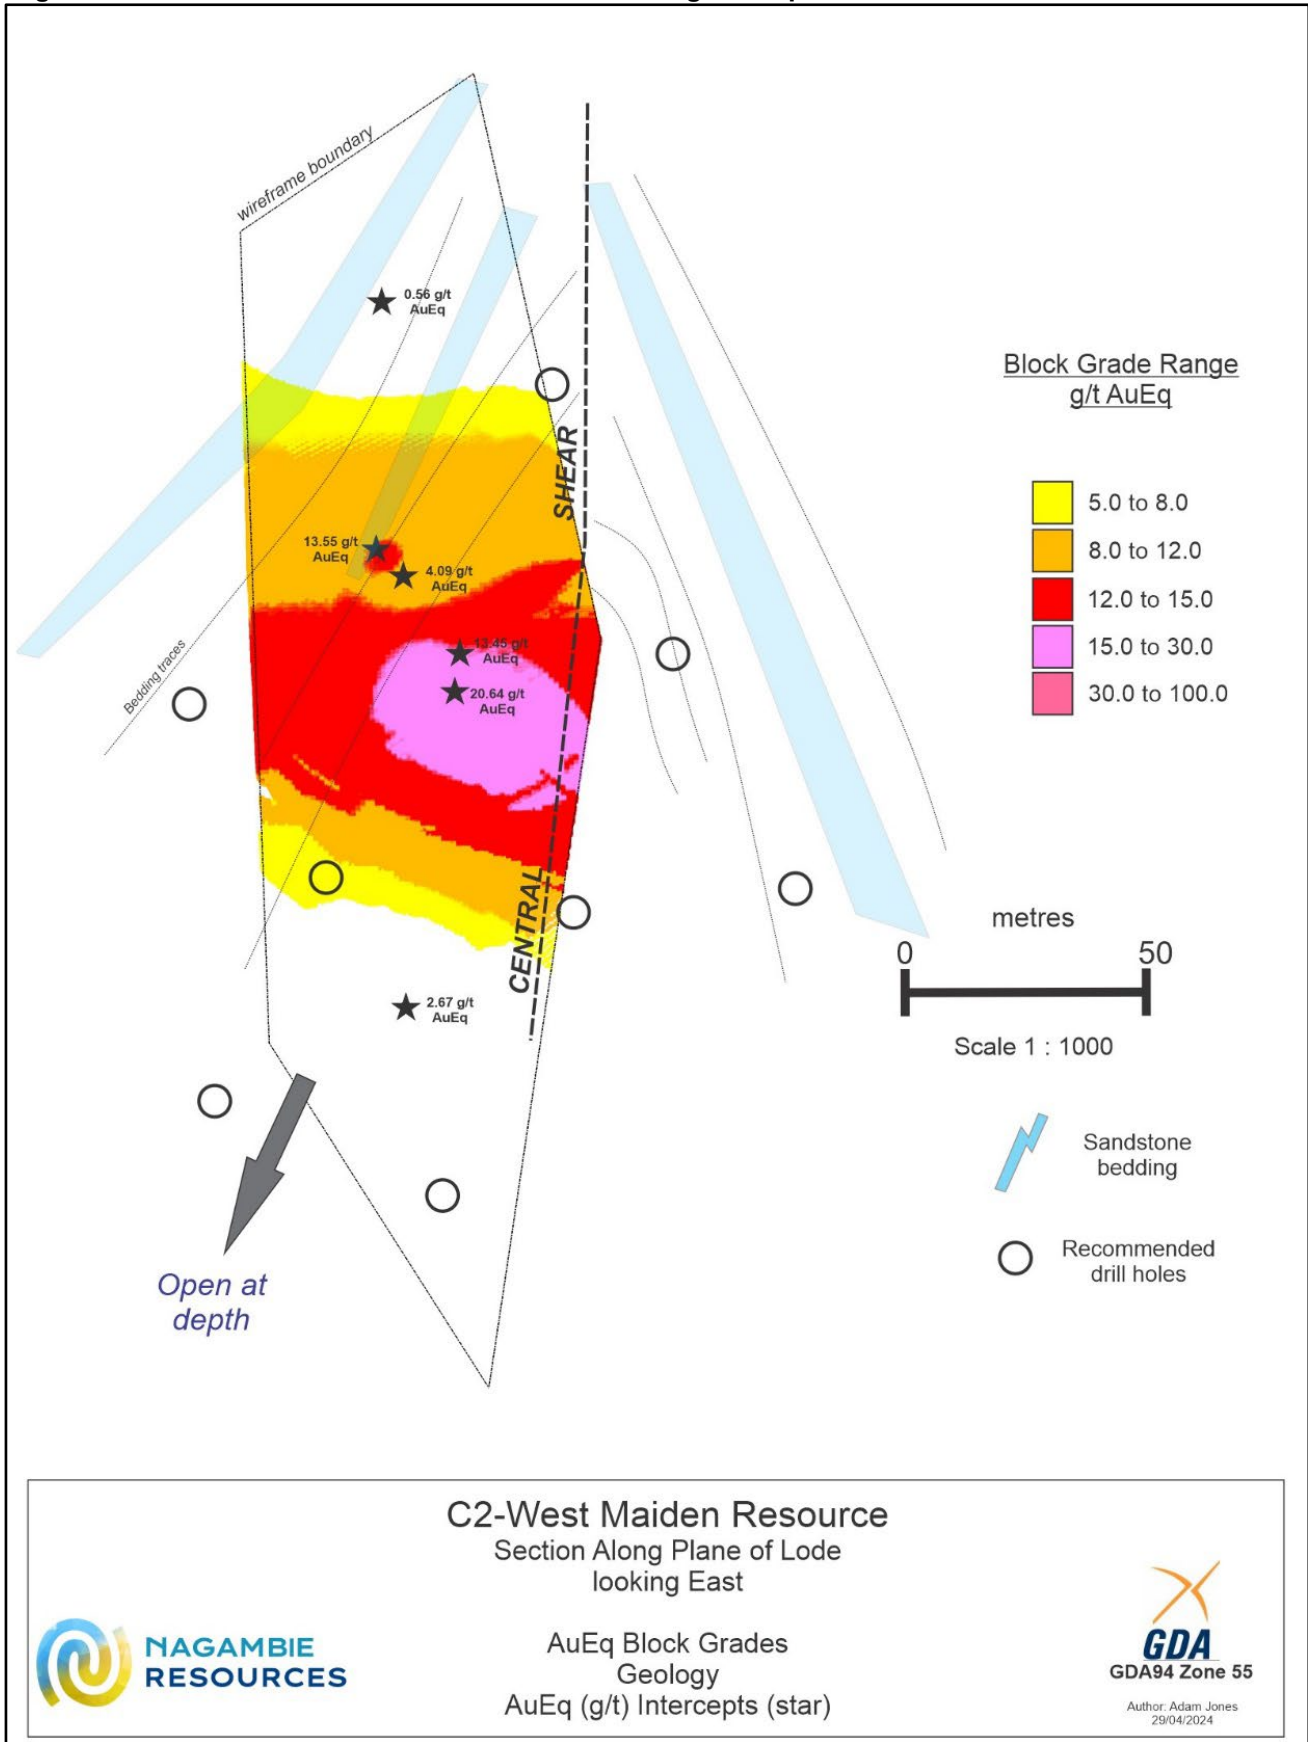 wireframe boundary
0.56 g/t
AuEq
SHEAR
13.55 g/t
AuEq
4.09 g/t
AuEq
13.45 g/t
AuEq
20.64 g/t
AuEq
Bedding traces
CENTRAL
2.67 g/t
AuEq
Open at
depth
Block Grade Range
g/t AuEq
5.0 to 8.0
8.0 to 12.0
12.0 to 15.0
15.0 to 30.0
30.0 to 100.0
metres
0 50
Scale 1 : 1000
Sandstone
bedding
Recommended
drill holes
C2-West Maiden Resource
Section Along Plane of Lode
looking East
AuEq Block Grades
Geology
AuEq (g/t) Intercepts (star)
NAGAMBIE
RESOURCES
GDA
GDA94 Zone 55
Author: Adam Jones
29/04/2024